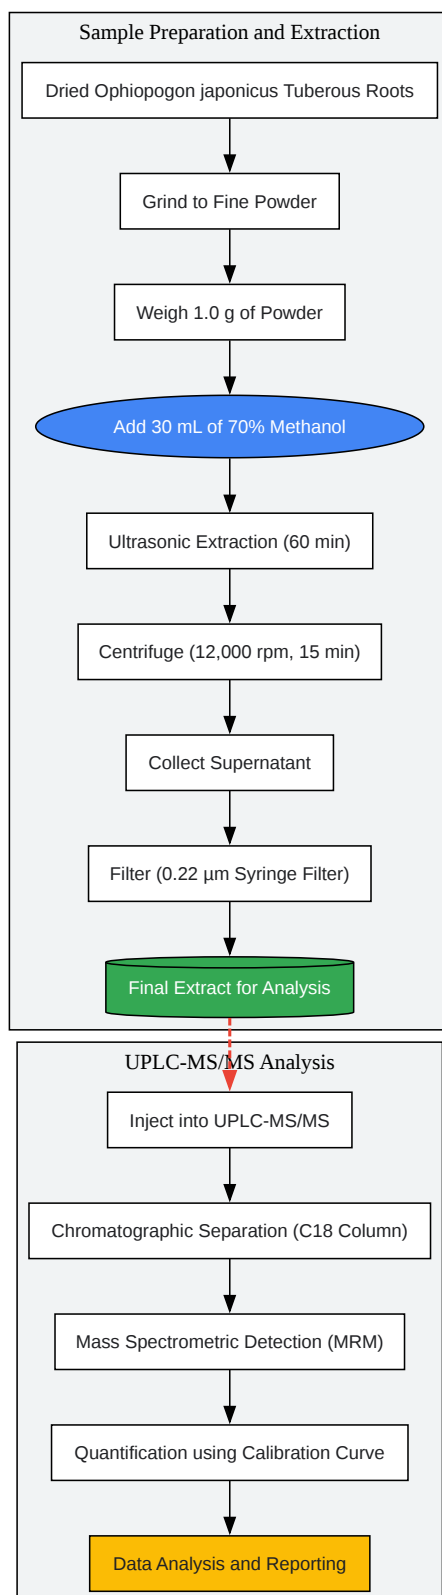 Sample Preparation and Extraction
Dried Ophiopogon japonicus Tuberous Roots
Grind to Fine Powder
Weigh 1.0 g of Powder
Add 30 mL of 70% Methanol
Ultrasonic Extraction (60 min)
Centrifuge (12,000 rpm, 15 min)
Collect Supernatant
Filter (0.22 µm Syringe Filter)
Final Extract for Analysis
UPLC-MS/MS Analysis
Inject into UPLC-MS/MS
Chromatographic Separation (C18 Column)
Mass Spectrometric Detection (MRM)
Quantification using Calibration Curve
Data Analysis and Reporting